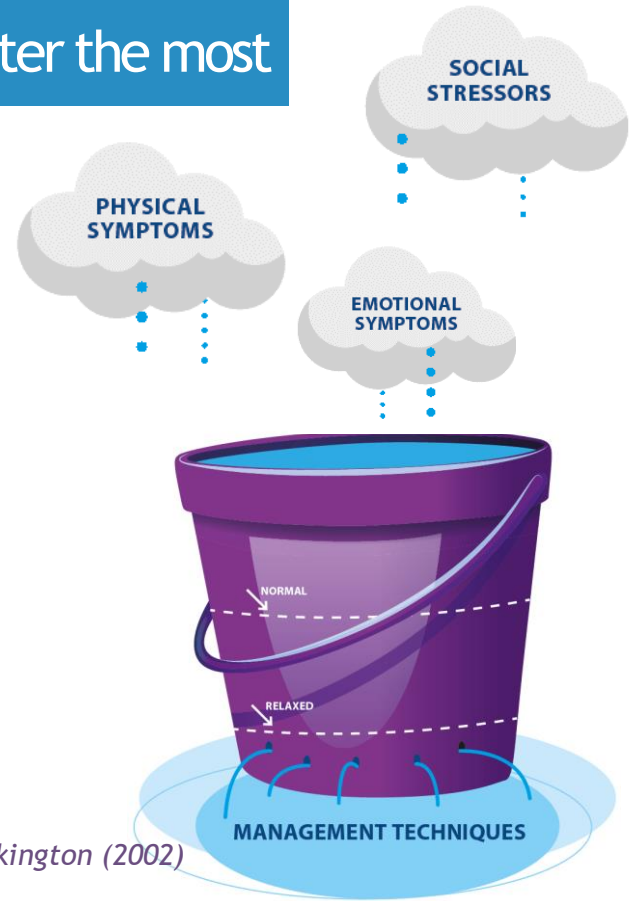 ter the most
SOCIAL
STRESSORS
PHYSICAL
SYMPTOMS
EMOTIONAL
SYMPTOMS
NORMAL
RELAXED
MANAGEMENT TECHNIQUES
kington (2002)